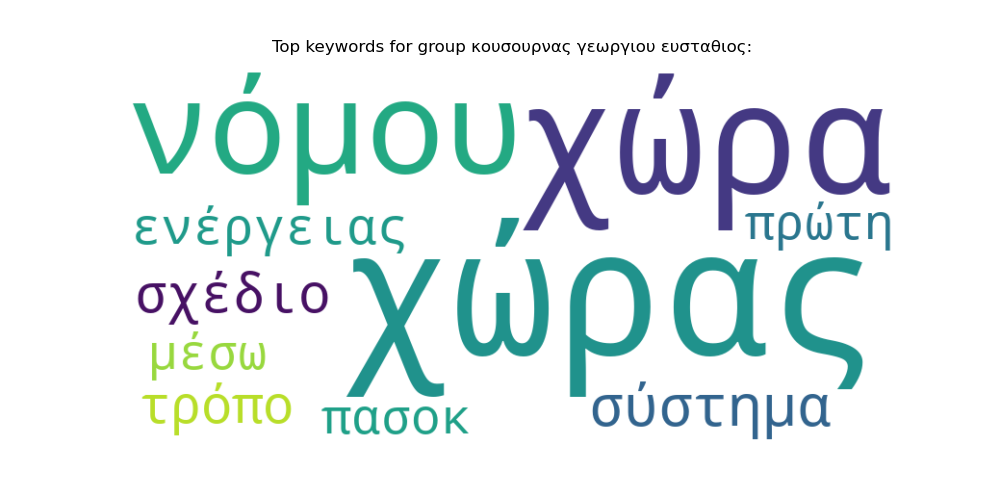 Top keywords for group κουσουρνας γεωργιου ευσταθιος:
νόμου χώρα
ενέργειας πρώτη
χώρας
σχέδιο
μέσω
τρόπο
πασοκ σύστημα